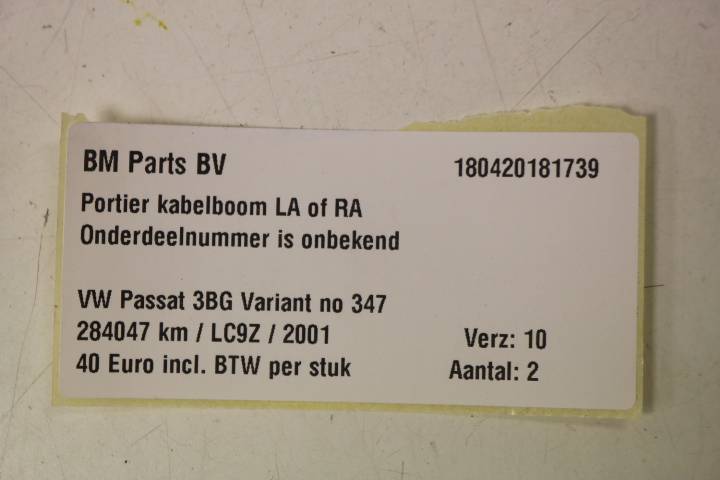 BM Parts BV 180420181739
Portier kabelboom LA of RA
Onderdeelnummer is onbekend
VW Passat 3BG Variant no 347
284047 km / LC9Z / 2001 Verz: 10
40 Euro incl. BTW per stuk Aantal: 2